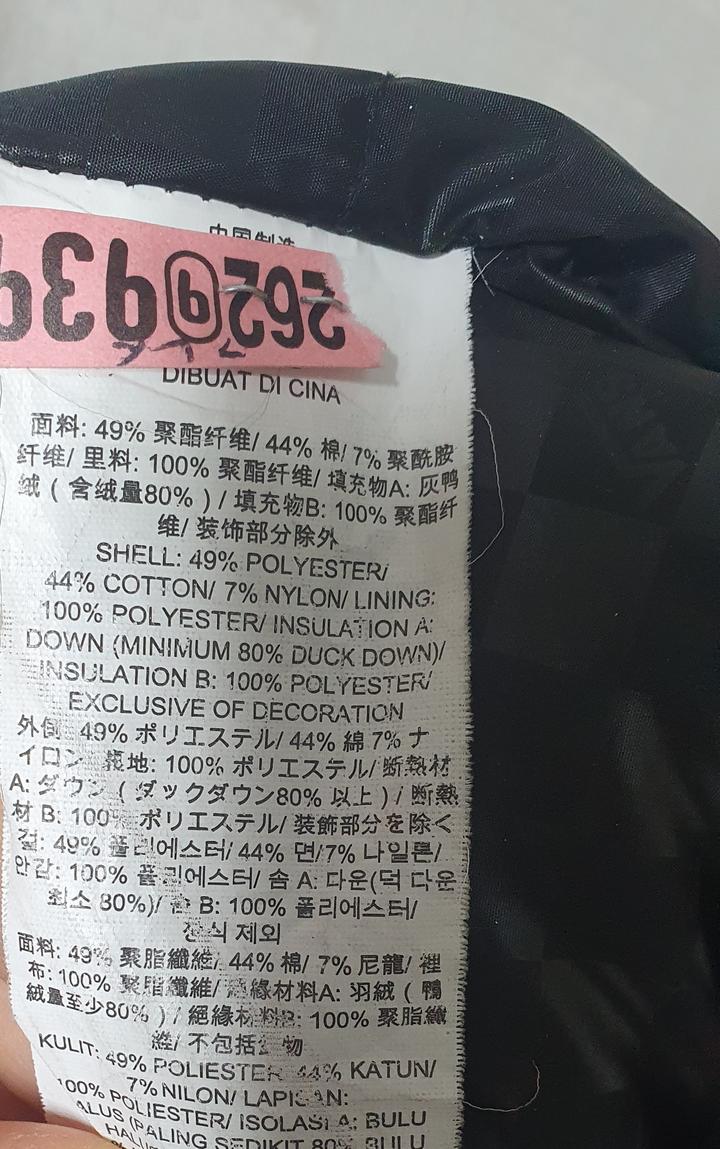 中国制造
262 9 939
DIBUAT DI CINA
面料: 49% 聚酯纤维/ 44% 棉/ 7% 聚酰胺
纤维/ 里料: 100% 聚酯纤维/ 填充物A: 灰鸭
绒 ( 含绒量80% ) / 填充物B: 100% 聚酯纤
维/ 装饰部分除外
SHELL: 49% POLYESTER/
44% COTTON/ 7% NYLON/ LINING:
100% POLYESTER/ INSULATION A:
DOWN (MINIMUM 80% DUCK DOWN)/
INSULATION B: 100% POLYESTER/
EXCLUSIVE OF DECORATION
外側 49% ポリエステル/ 44% 綿 7% ナ
イロン 裏地: 100% ポリエステル/ 断熱材
A: ダウン ( ダックダウン80% 以上 ) / 断熱
材 B: 100% ポリエステル/ 装飾部分を除く
겉: 49% 폴리에스터/ 44% 면/7% 나일론/
안감: 100% 폴리에스터/ 솜 A: 다운(덕 다운
최소 80%)/ 솜 B: 100% 폴리에스터/
장식 제외
面料: 49% 聚脂纖維/ 44% 棉/ 7% 尼龍/ 裡
布: 100% 聚脂纖維/ 絕緣材料A: 羽絨 ( 鴨
絨量至少80% ) / 絕緣材料B: 100% 聚脂纖
維/ 不包括 物
KULIT: 49% POLIESTER 44% KATUN/
7% NILON/ LAPISAN:
100% POLIESTER/ ISOLASI A: BULU
HALUS (PALING SEDIKIT 80% BULU